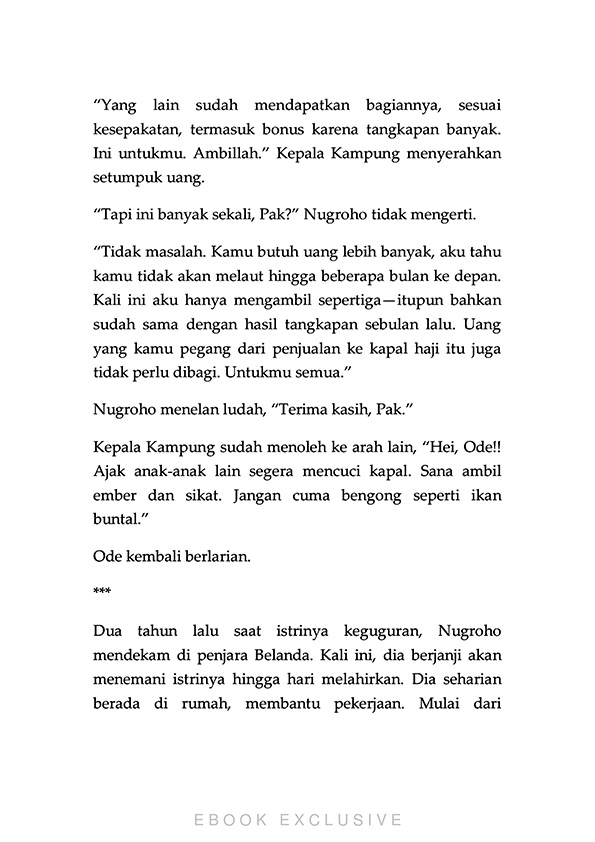 “Yang lain sudah mendapatkan bagiannya, sesuai
kesepakatan, termasuk bonus karena tangkapan banyak.
Ini untukmu. Ambillah.” Kepala Kampung menyerahkan
setumpuk uang.
“Tapi ini banyak sekali, Pak?” Nugroho tidak mengerti.
“Tidak masalah. Kamu butuh uang lebih banyak, aku tahu
kamu tidak akan melaut hingga beberapa bulan ke depan.
Kali ini aku hanya mengambil sepertiga—itupun bahkan
sudah sama dengan hasil tangkapan sebulan lalu. Uang
yang kamu pegang dari penjualan ke kapal haji itu juga
tidak perlu dibagi. Untukmu semua.”
Nugroho menelan ludah, “Terima kasih, Pak.”
Kepala Kampung sudah menoleh ke arah lain, “Hei, Ode!!
Ajak anak-anak lain segera mencuci kapal. Sana ambil
ember dan sikat. Jangan cuma bengong seperti ikan
buntal.”
Ode kembali berlarian.
***
Dua tahun lalu saat istrinya keguguran, Nugroho
mendekam di penjara Belanda. Kali ini, dia berjanji akan
menemani istrinya hingga hari melahirkan. Dia seharian
berada di rumah, membantu pekerjaan. Mulai dari
EBOOK EXCLUSIVE